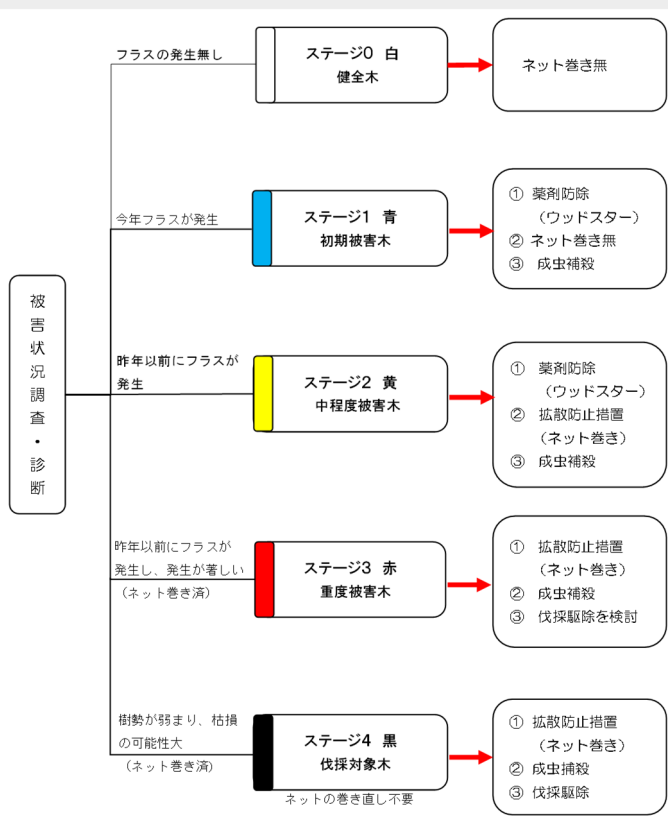 被害状況調査・診断
フラスの発生無し
ステージ0 白
健全木
ネット巻き無
今年フラスが発生
ステージ1 青
初期被害木
① 薬剤防除
（ウッドスター）
② ネット巻き無
③ 成虫補殺
昨年以前にフラスが
発生
ステージ2 黄
中程度被害木
① 薬剤防除
（ウッドスター）
② 拡散防止措置
（ネット巻き）
③ 成虫補殺
昨年以前にフラスが
発生し、発生が著しい
（ネット巻き済）
ステージ3 赤
重度被害木
① 拡散防止措置
（ネット巻き）
② 成虫補殺
③ 伐採駆除を検討
樹勢が弱まり、枯損
の可能性大
（ネット巻き済）
ステージ4 黒
伐採対象木
ネットの巻き直し不要
① 拡散防止措置
（ネット巻き）
② 成虫捕殺
③ 伐採駆除